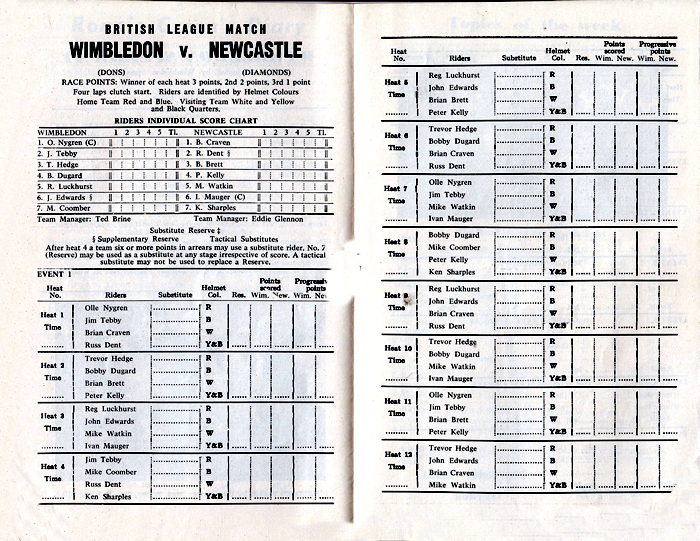 BRITISH LEAGUE MATCH
WIMBLEDON v. NEWCASTLE
(DONS) (DIAMONDS)
RACE POINTS: Winner of each heat 3 points, 2nd 2 points, 3rd 1 point
Four laps clutch start. Riders are identified by Helmet Colours
Home Team Red and Blue. Visiting Team White and Yellow
and Black Quarters.
RIDERS INDIVIDUAL SCORE CHART
WIMBLEDON 1 2 3 4 5 Tl. NEWCASTLE 1 2 3 4 5 Tl.
1. O. Nygren (C) 1. B. Craven
2. J. Tebby 2. R. Dent §
3. T. Hedge 3. B. Brett
4. B. Dugard 4. P. Kelly
5. R. Luckhurst 5. M. Watkin
6. J. Edwards § 6. I. Mauger (C)
7. M. Coomber 7. K. Sharples
Team Manager: Ted Brine Team Manager: Eddie Glennon
Substitute Reserve ‡
§ Supplementary Reserve Tactical Substitutes
After heat 4 a team six or more points in arrears may use a substitute rider. No. 7
(Reserve) may be used as a substitute at any stage irrespective of score. A tactical
substitute may not be used to replace a Reserve.
EVENT 1
Points Progressiv
Heat Helmet scored points
No. Riders Substitute Col. Res. Wim. New. Wim. Ne
Olle Nygren R
Heat 1 Jim Tebby B
Time Brian Craven W
Russ Dent Y&B
Trevor Hedge R
Heat 2 Bobby Dugard B
Time Brian Brett W
Peter Kelly Y&B
Reg Luckhurst R
Heat 3 John Edwards B
Time Mike Watkin W
Ivan Mauger Y&B
Jim Tebby R
Heat 4 Mike Coomber B
Time Russ Dent W
Ken Sharples Y&B
Points Progressive
Heat Helmet scored points
No. Riders Substitute Col. Res. Wim. New. Wim. New.
Reg Luckhurst R
Heat 5 John Edwards B
Time Brian Brett W
Peter Kelly Y&B
Trevor Hedge R
Heat 6 Bobby Dugard B
Time Brian Craven W
Russ Dent Y&B
Olle Nygren R
Heat 7 Jim Tebby B
Time Mike Watkin W
Ivan Mauger Y&B
Bobby Dugard R
Heat 8 Mike Coomber B
Time Peter Kelly W
Ken Sharples Y&B
Reg Luckhurst R
Heat 9 John Edwards B
Time Brian Craven W
Russ Dent Y&B
Trevor Hedge R
Heat 10 Bobby Dugard B
Time Mike Watkin W
Ivan Mauger Y&B
Olle Nygren R
Heat 11 Jim Tebby B
Time Brian Brett W
Peter Kelly Y&B
Trevor Hedge R
Heat 12 John Edwards B
Time Brian Craven W
Mike Watkin Y&B